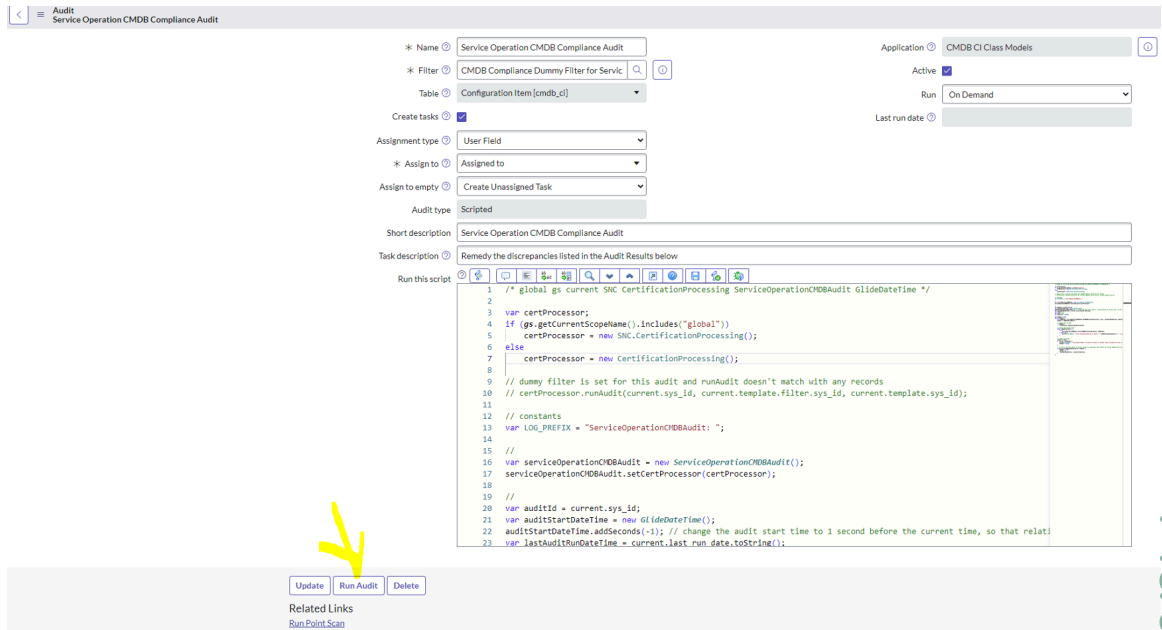 Audit
Service Operation CMDB Compliance Audit
Name Service Operation CMDB Compliance Audit
Application CMDB CI Class Models
Filter CMDB Compliance Dummy Filter for Servic
Active
Table Configuration Item [cmdb_ci]
Run On Demand
Create tasks
Last run date
Assignment type User Field
Assign to Assigned to
Assign to empty Create Unassigned Task
Audit type Scripted
Short description Service Operation CMDB Compliance Audit
Task description Remedy the discrepancies listed in the Audit Results below
Run this script
1 /* global gs current SNC CertificationProcessing ServiceOperationCMDBAudit GlideDateTime */
2
3 var certProcessor;
4 if (gs.getCurrentScopeName().includes("global"))
5 certProcessor = new SNC.CertificationProcessing();
6 else
7 certProcessor = new CertificationProcessing();
8
9 // dummy filter is set for this audit and runAudit doesn't match with any records
10 // certProcessor.runAudit(current.sys_id, current.template.filter.sys_id, current.template.sys_id);
11
12 // constants
13 var LOG_PREFIX = "ServiceOperationCMDBAudit: ";
14
15 //
16 var serviceOperationCMDBAudit = new ServiceOperationCMDBAudit();
17 serviceOperationCMDBAudit.setCertProcessor(certProcessor);
18
19 //
20 var auditId = current.sys_id;
21 var auditStartDateTime = new GlideDateTime();
22 auditStartDateTime.addSeconds(-1); // change the audit start time to 1 second before the current time, so that relati
23 var lastAuditRunDateTime = current.last_run_date.toString();
Update Run Audit Delete
Related Links
Run Point Scan